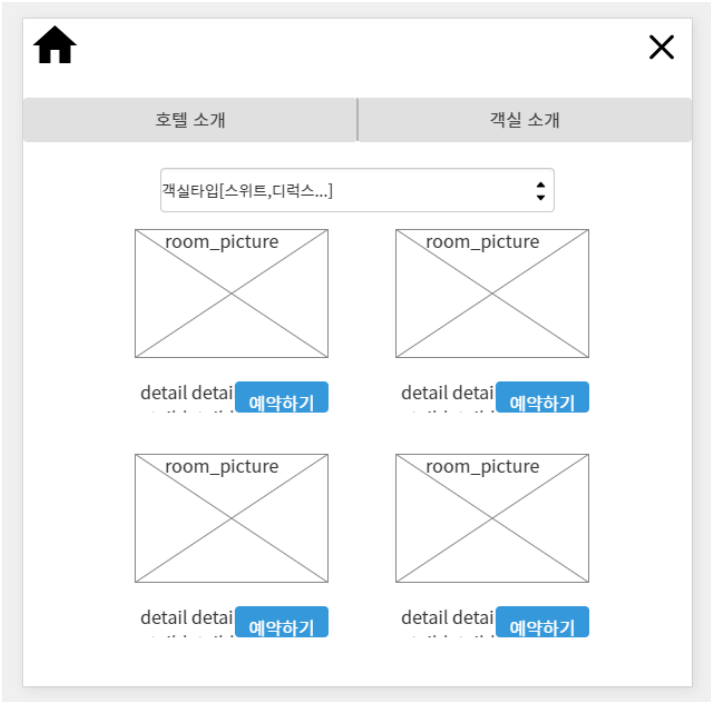 호텔 소개
객실 소개
객실타입[스위트,디럭스...]
room_picture
room_picture
detail detai
예약하기
detail detai
예약하기
room_picture
room_picture
detail detai
예약하기
detail detai
예약하기